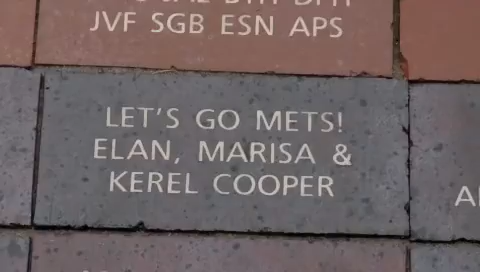 JVF SGB ESN APS
LET'S GO METS!
ELAN, MARISA &
KEREL COOPER